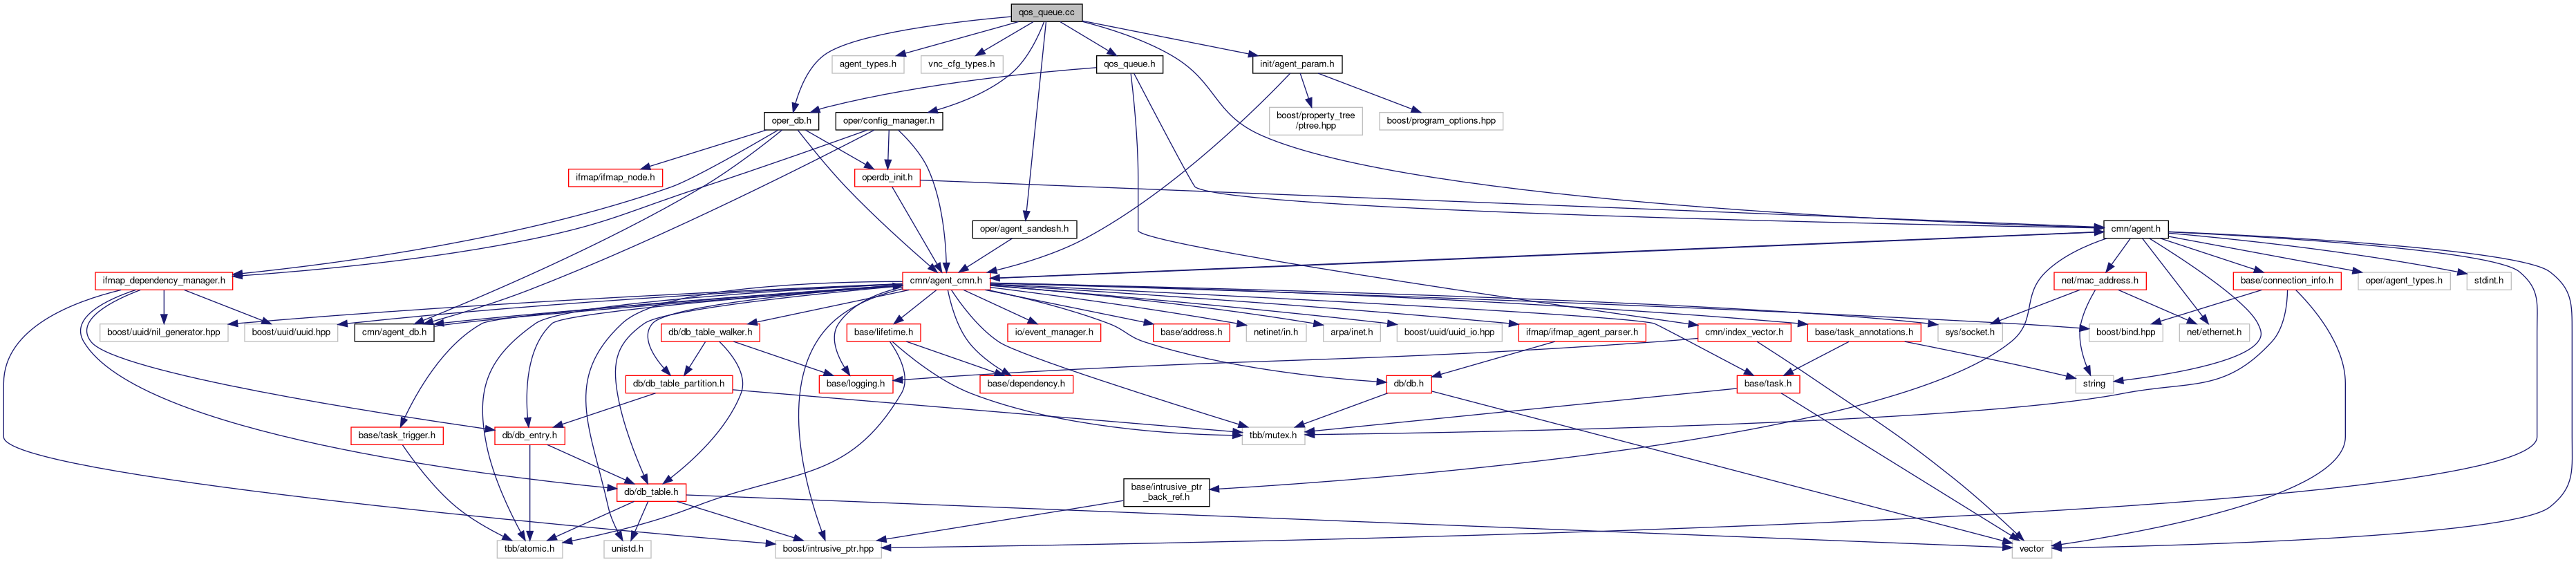 qos_queue.cc
agent_types.h
vnc_cfg_types.h
qos_queue.h
init/agent_param.h
oper_db.h
oper/config_manager.h
boost/property_tree
/ptree.hpp
boost/program_options.hpp
ifmap/ifmap_node.h
operdb_init.h
oper/agent_sandesh.h
cmn/agent.h
ifmap_dependency_manager.h
cmn/agent_cmn.h
net/mac_address.h
base/connection_info.h
oper/agent_types.h
stdint.h
boost/uuid/nil_generator.hpp
boost/uuid/uuid.hpp
cmn/agent_db.h
db/db_table_walker.h
base/lifetime.h
io/event_manager.h
base/address.h
netinet/in.h
arpa/inet.h
boost/uuid/uuid_io.hpp
ifmap/ifmap_agent_parser.h
cmn/index_vector.h
base/task_annotations.h
sys/socket.h
boost/bind.hpp
net/ethernet.h
db/db_table_partition.h
base/logging.h
base/dependency.h
db/db.h
base/task.h
string
base/task_trigger.h
db/db_entry.h
tbb/mutex.h
db/db_table.h
base/intrusive_ptr
_back_ref.h
tbb/atomic.h
unistd.h
boost/intrusive_ptr.hpp
vector